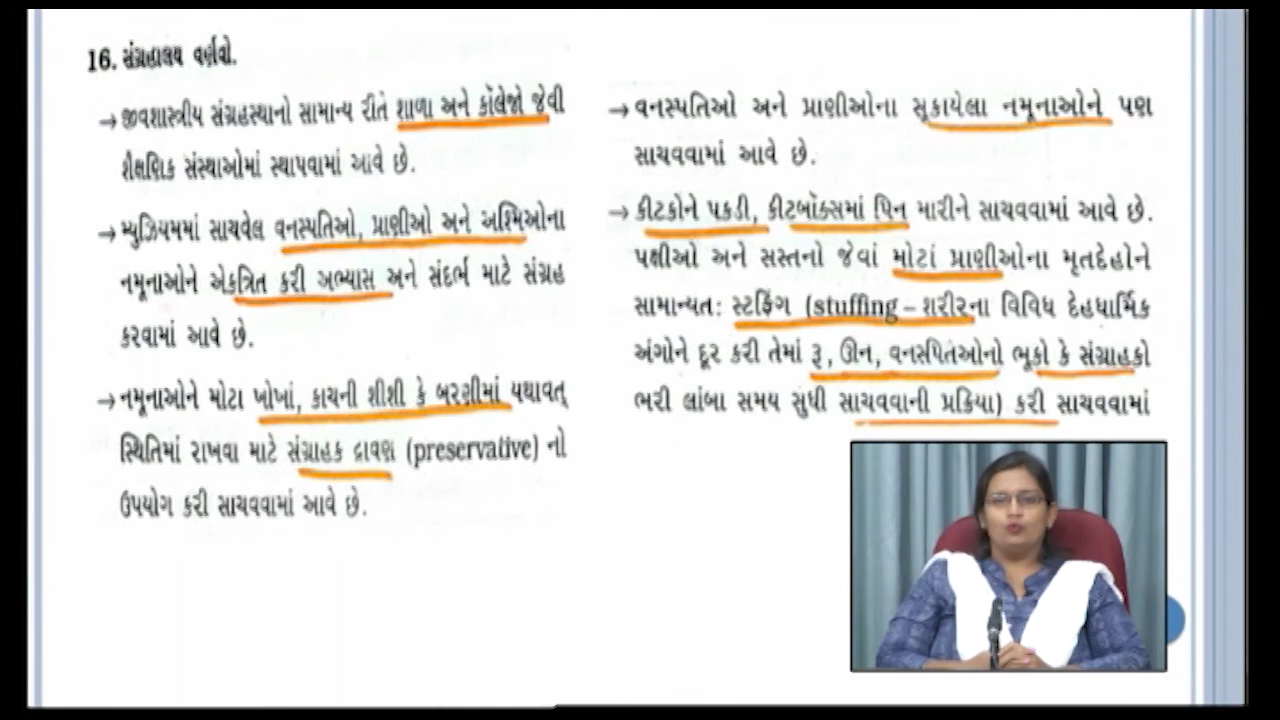 16. સંગ્રહાલય વર્ણવો.
→ જીવશાસ્ત્રીય સંગ્રહસ્થાનો સામાન્ય રીતે શાળા અને કૉલેજો જેવી
શૈક્ષણિક સંસ્થાઓમાં સ્થાપવામાં આવે છે.
→ મ્યુઝિયમમાં સાચવેલ વનસ્પતિઓ, પ્રાણીઓ અને અશ્મિઓના
નમૂનાઓને એકત્રિત કરી અભ્યાસ અને સંદર્ભ માટે સંગ્રહ
કરવામાં આવે છે.
→ નમૂનાઓને મોટા ખોખાં, કાચની શીશી કે બરણીમાં યથાવત્
સ્થિતિમાં રાખવા માટે સંગ્રાહક દ્રાવણ (preservative) નો
ઉપયોગ કરી સાચવવામાં આવે છે.
→ વનસ્પતિઓ અને પ્રાણીઓના સૂકાયેલા નમૂનાઓને પણ
સાચવવામાં આવે છે.
→ કીટકોને પકડી, કીટબૉક્સમાં પિન મારીને સાચવવામાં આવે છે.
પક્ષીઓ અને સસ્તનો જેવાં મોટાં પ્રાણીઓના મૃતદેહોને
સામાન્યત: સ્ટફિંગ (stuffing – શરીરના વિવિધ દેહધાર્મિક
અંગોને દૂર કરી તેમાં રૂ, ઊન, વનસ્પિતઓનો ભૂકો કે સંગ્રાહકો
ભરી લાંબા સમય સુધી સાચવવાની પ્રક્રિયા) કરી સાચવવામાં